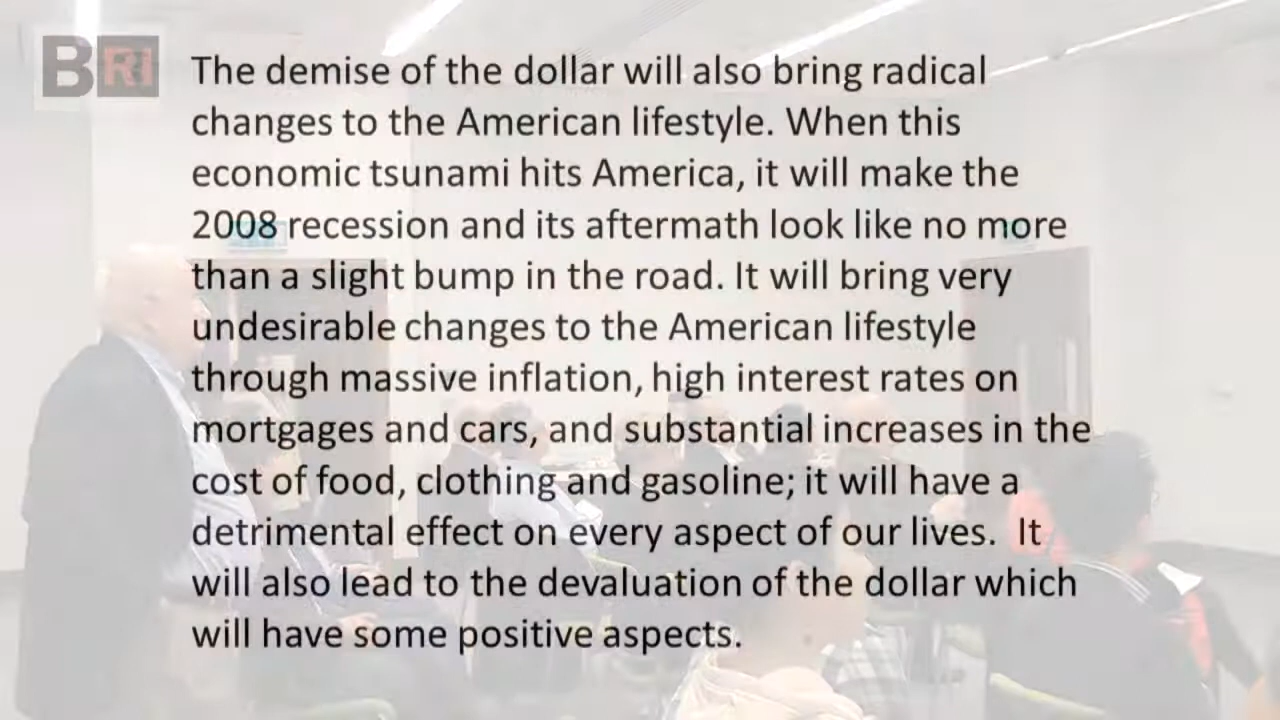 BRI
The demise of the dollar will also bring radical
changes to the American lifestyle. When this
economic tsunami hits America, it will make the
2008 recession and its aftermath look like no more
than a slight bump in the road. It will bring very
undesirable changes to the American lifestyle
through massive inflation, high interest rates on
mortgages and cars, and substantial increases in the
cost of food, clothing and gasoline; it will have a
detrimental effect on every aspect of our lives.  It
will also lead to the devaluation of the dollar which
will have some positive aspects.